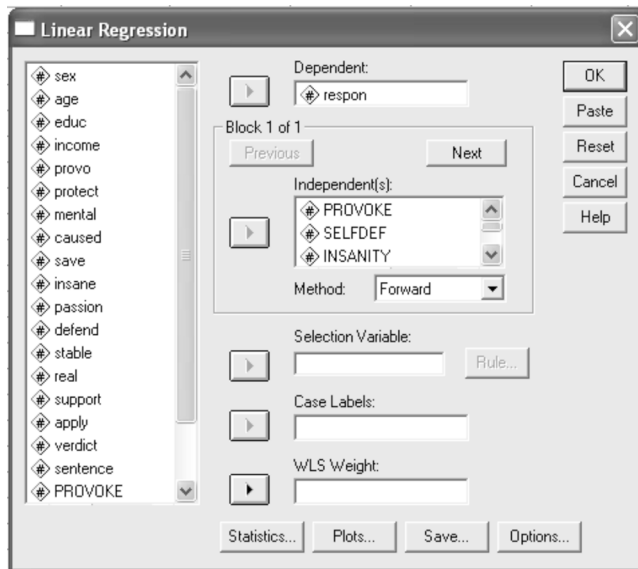 Linear Regression
sex
age
educ
income
provo
protect
mental
caused
save
insane
passion
defend
stable
real
support
apply
verdict
sentence
PROVOKE
Dependent:
respon
Block 1 of 1
Previous
Next
Independent(s):
PROVOKE
SELFDEF
INSANITY
Method: Forward
Selection Variable:
Rule...
Case Labels:
WLS Weight:
OK
Paste
Reset
Cancel
Help
Statistics... Plots... Save... Options...